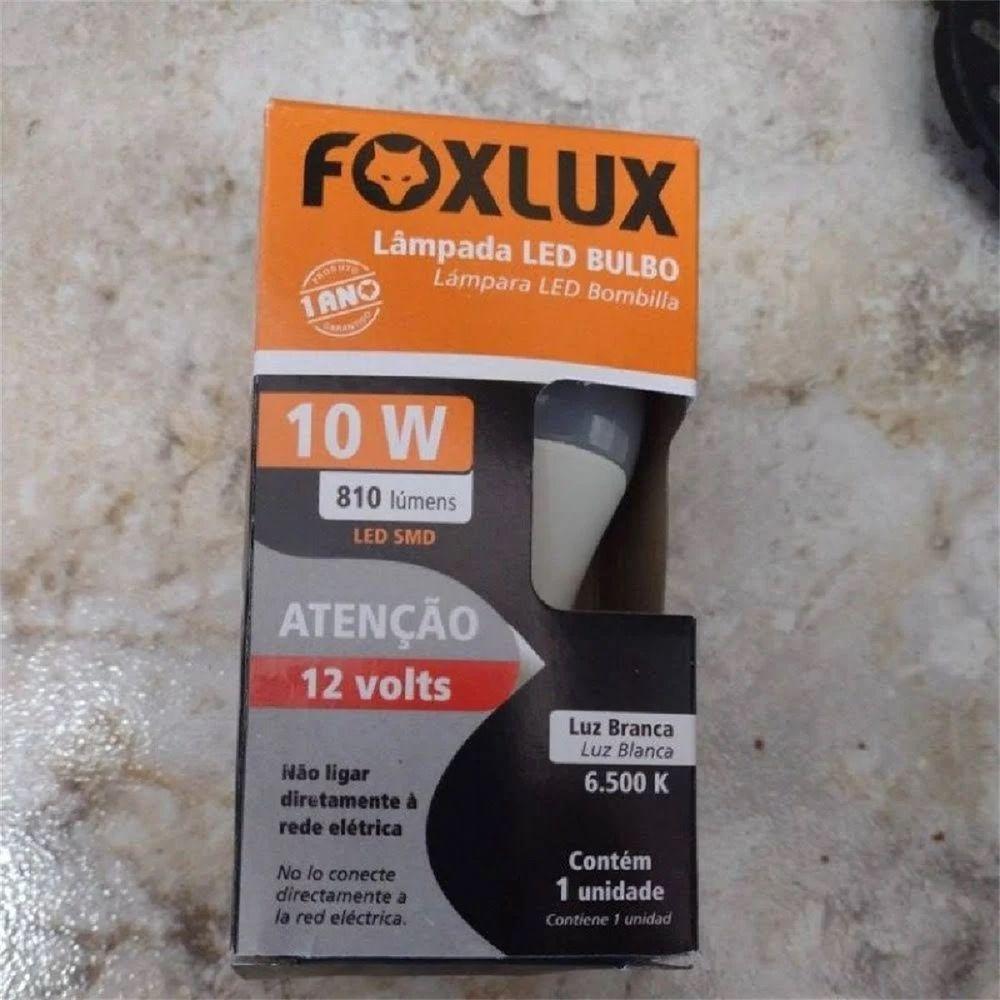 FOXLUX
Lâmpada LED BULBO
Lámpara LED Bombilla
PRODUTO
1 ANO
GARANTIDO
10 W
810 lúmens
LED SMD
ATENÇÃO
12 volts
Luz Branca
Luz Blanca
6.500 K
Não ligar
diretamente à
rede elétrica
No lo conecte
directamente a
la red eléctrica.
Contém
1 unidade
Contiene 1 unidad